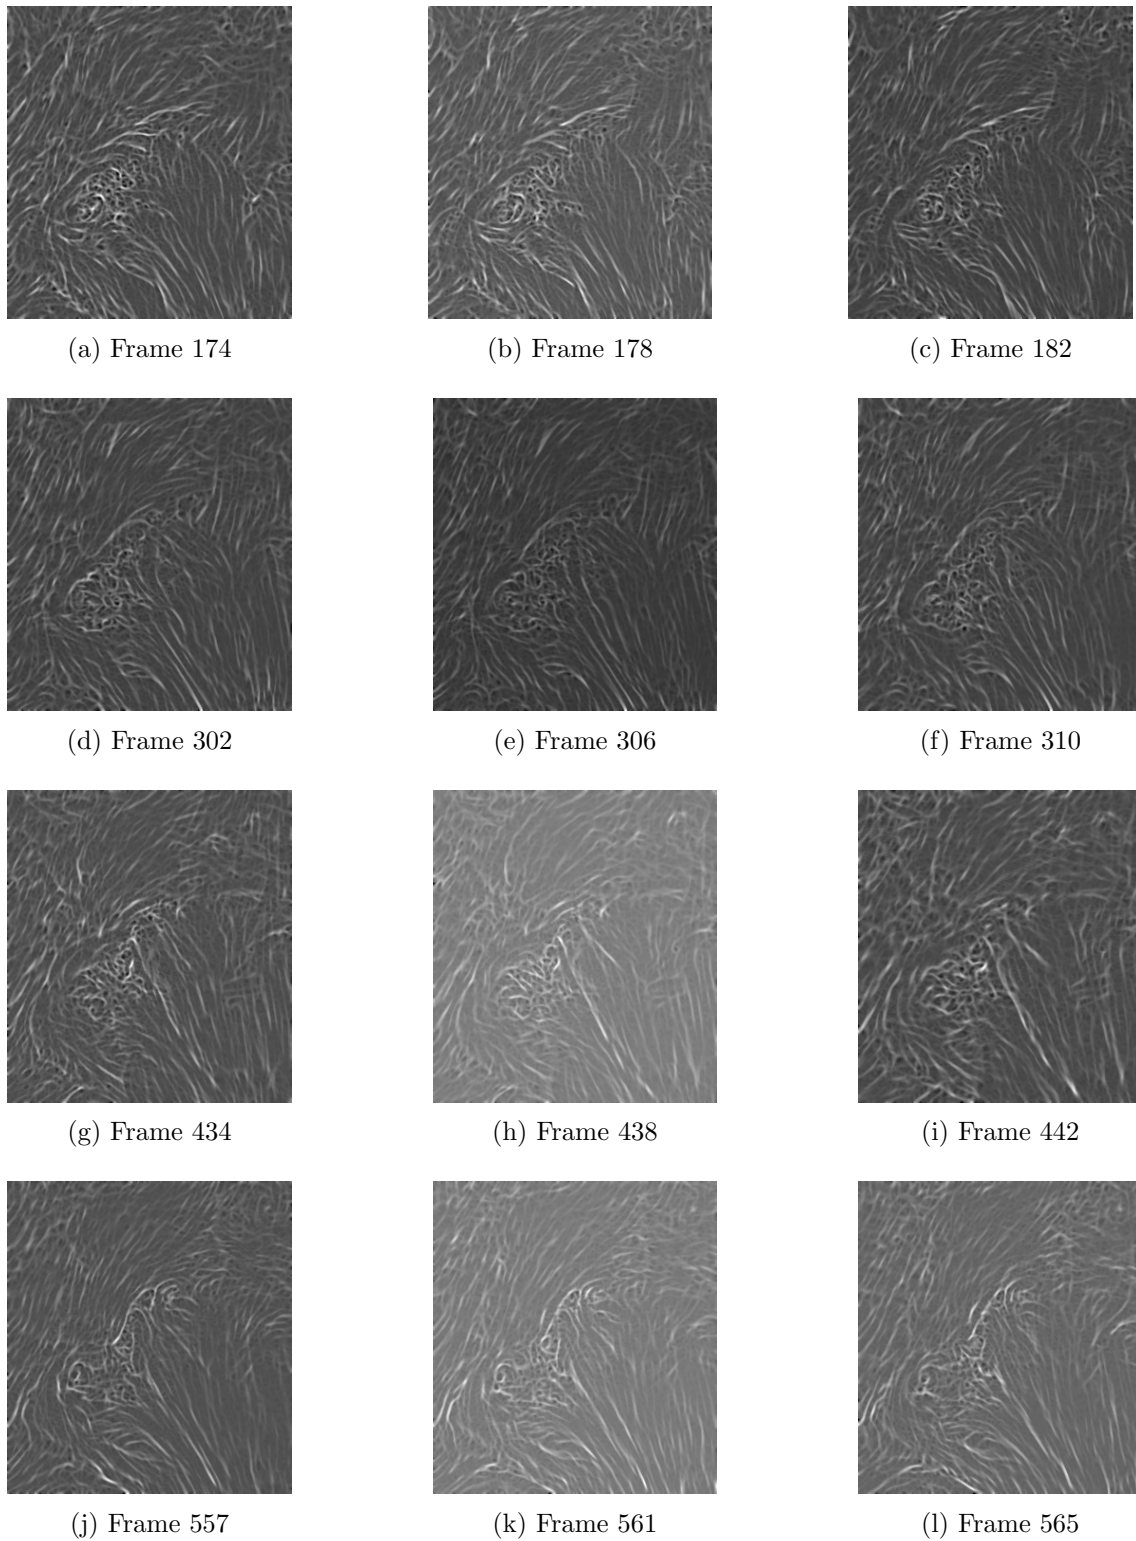 (a) Frame 174
(b) Frame 178
(c) Frame 182
(d) Frame 302
(e) Frame 306
(f) Frame 310
(g) Frame 434
(h) Frame 438
(i) Frame 442
(j) Frame 557
(k) Frame 561
(l) Frame 565